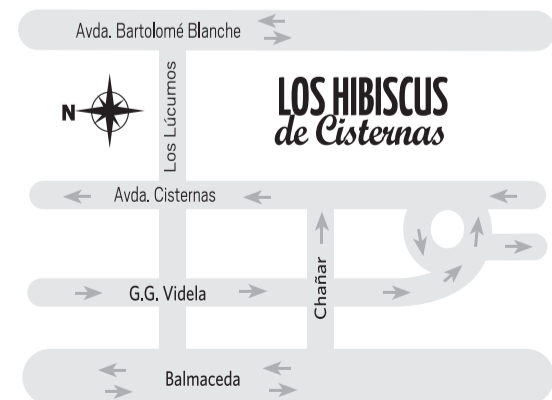 Avda. Bartolomé Blanche
Los Lúcumos
N
LOS HIBISCUS
de Cisternas
Avda. Cisternas
G.G. Videla
Chañar
Balmaceda